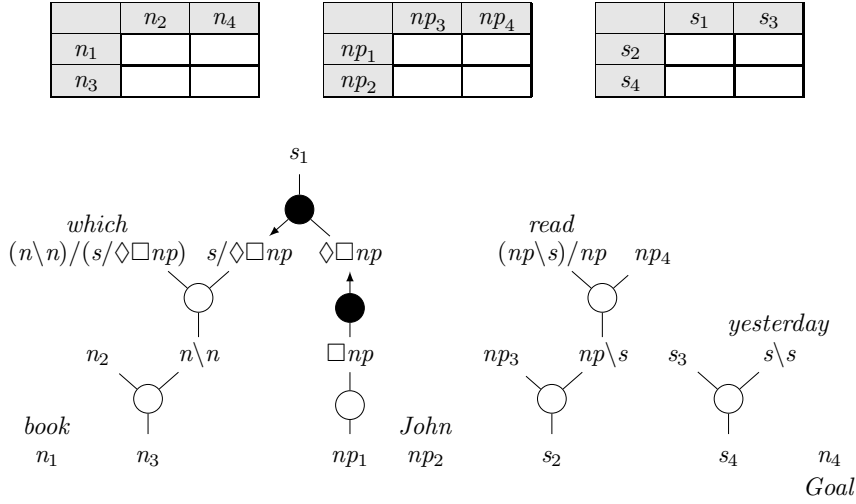 n₂ n₄ np₃ np₄ s₁ s₃
n₁ np₁ s₂
n₃ np₂ s₄
s₁
which read
(n\n)/(s/◇□np) s/◇□np ◇□np (np\s)/np np₄
yesterday
n₂ n\n □np np₃ np\s s₃ s\s
book John
n₁ n₃ np₁ np₂ s₂ s₄ n₄
Goal